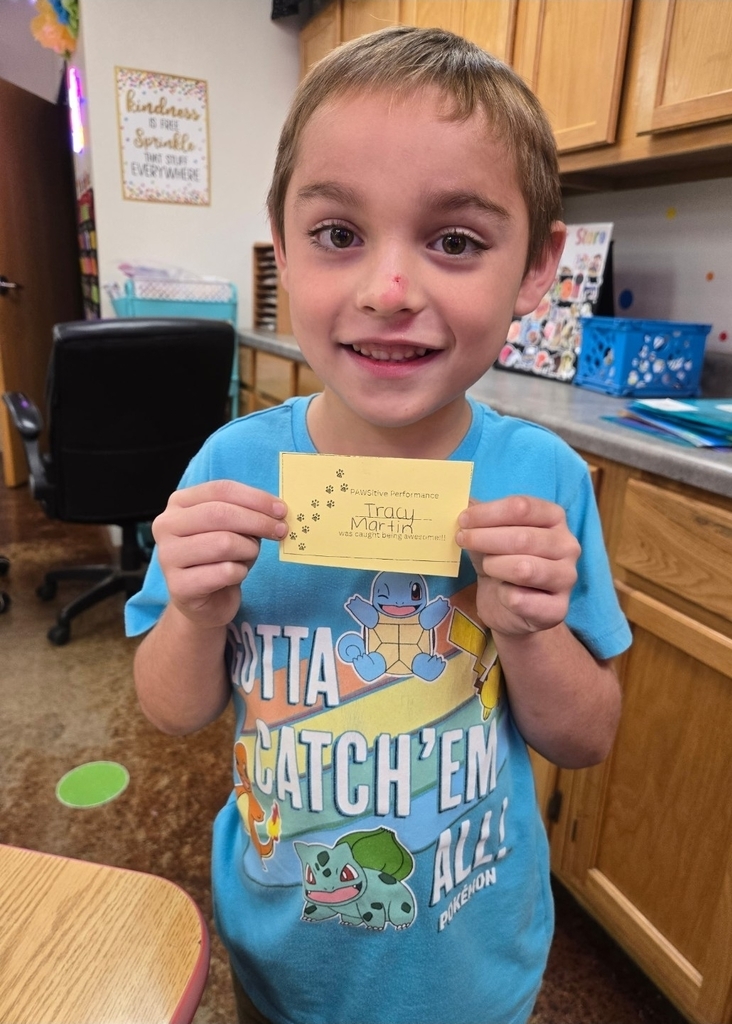 kindness
IS FREE
Sprinkle
THAT STUFF
EVERYWHERE
Store
PAWSitive Performance
Tracy
Martin
was caught being awesome!!!
GOTTA
CATCH'EM
ALL!
POKÉMON